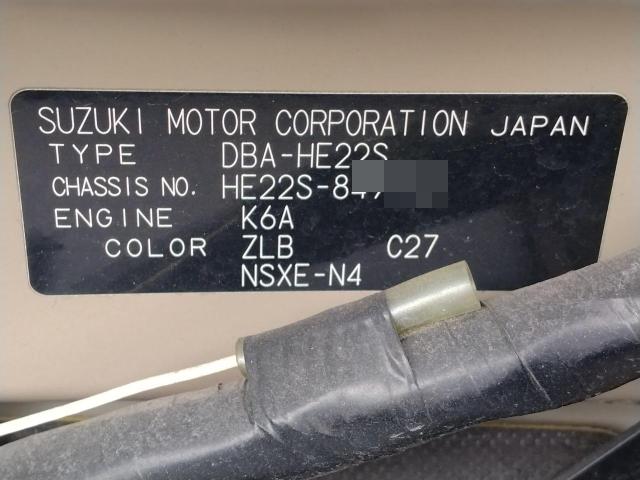 SUZUKI MOTOR CORPORATION JAPAN
TYPE DBA-HE22S
CHASSIS NO. HE22S-84
ENGINE K6A
COLOR ZLB C27
NSXE-N4